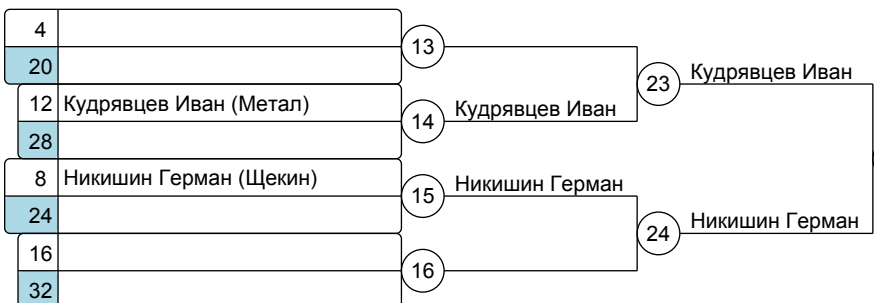 4
13
20
23 Кудрявцев Иван
12 Кудрявцев Иван (Метал)
14 Кудрявцев Иван
28
8 Никишин Герман (Щекин)
15 Никишин Герман
24
24 Никишин Герман
16
16
32